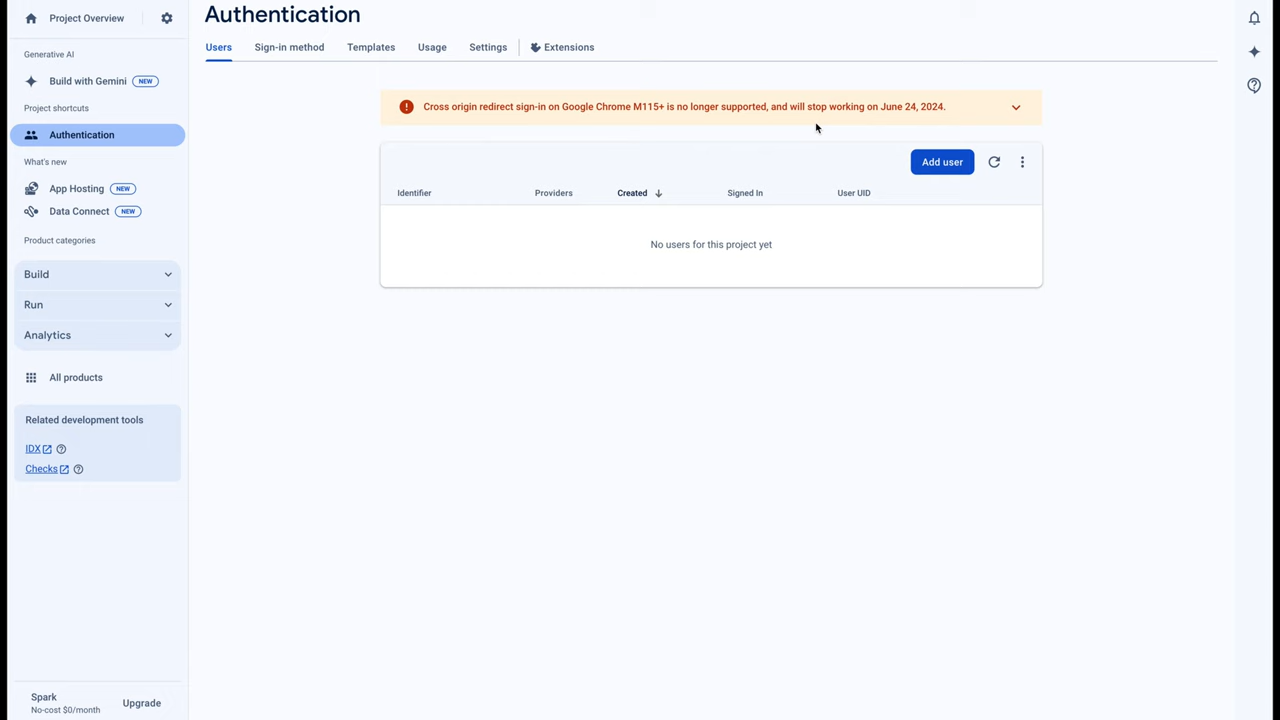 Project Overview
Generative AI
Build with Gemini NEW
Project shortcuts
Authentication
What's new
App Hosting NEW
Data Connect NEW
Product categories
Build
Run
Analytics
All products
Related development tools
IDX
Checks
Spark
No-cost $0/month
Upgrade
Authentication
Users Sign-in method Templates Usage Settings Extensions
Cross origin redirect sign-in on Google Chrome M115+ is no longer supported, and will stop working on June 24, 2024.
Add user
Identifier Providers Created Signed In User UID
No users for this project yet